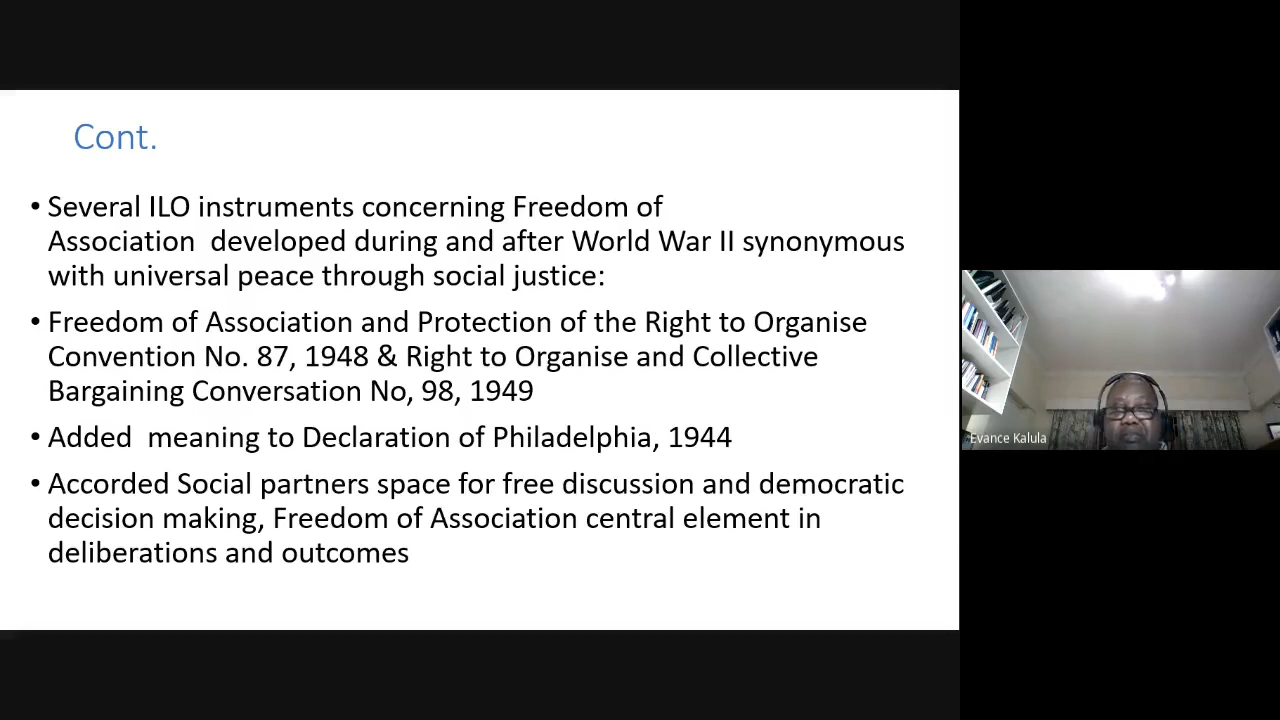 Cont.
• Several ILO instruments concerning Freedom of
Association  developed during and after World War II synonymous
with universal peace through social justice:
• Freedom of Association and Protection of the Right to Organise
Convention No. 87, 1948 & Right to Organise and Collective
Bargaining Conversation No, 98, 1949
• Added  meaning to Declaration of Philadelphia, 1944
• Accorded Social partners space for free discussion and democratic
decision making, Freedom of Association central element in
deliberations and outcomes
Evance Kalula